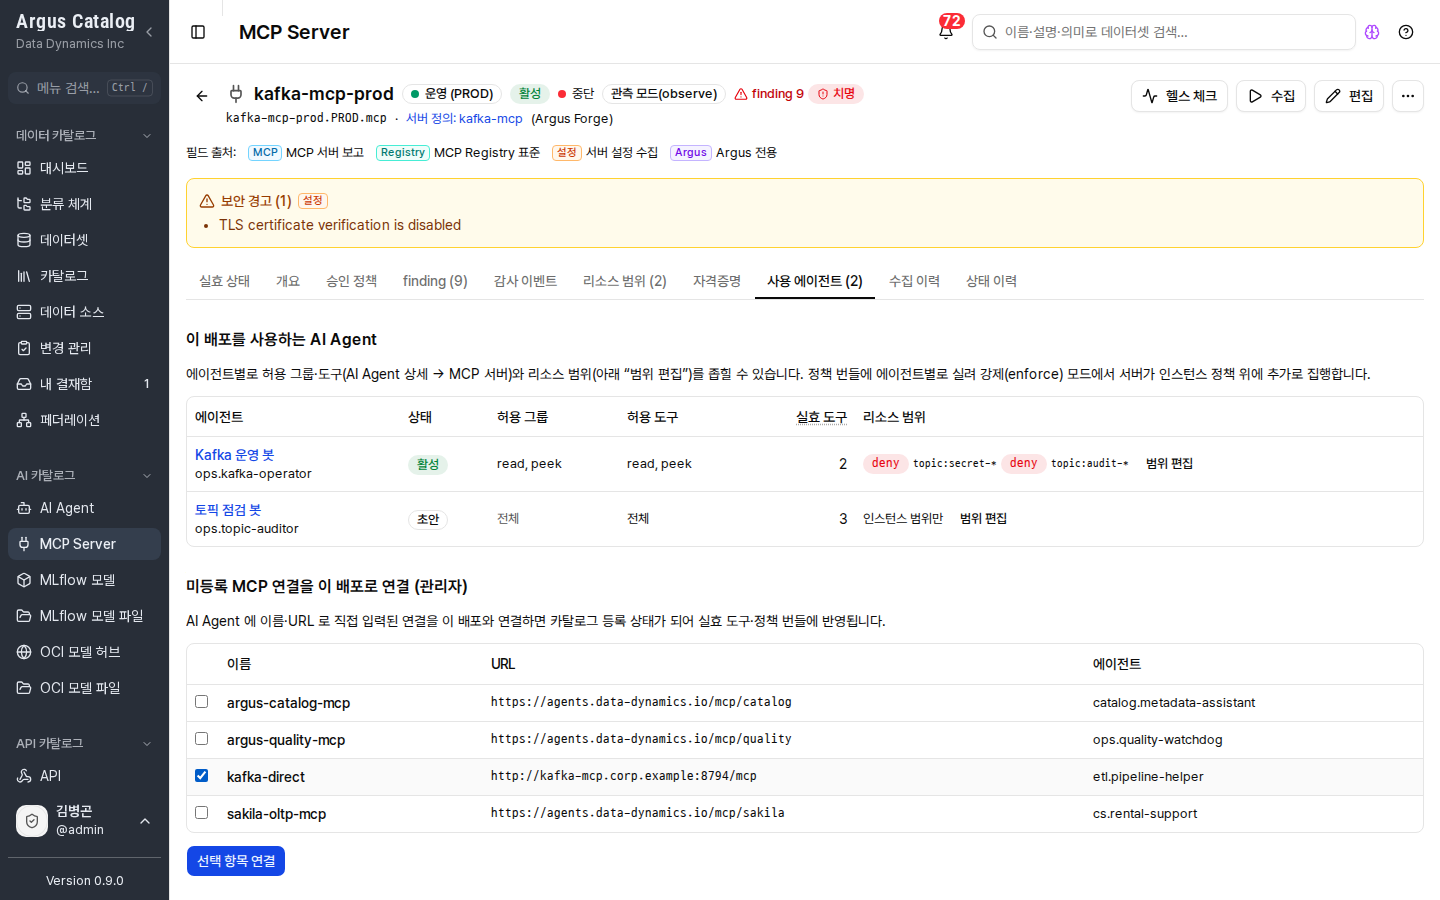 Argus Catalog
Data Dynamics Inc
메뉴 검색... Ctrl /
데이터 카탈로그
대시보드
분류 체계
데이터셋
카탈로그
데이터 소스
변경 관리
내 결재함 1
페더레이션
AI 카탈로그
AI Agent
MCP Server
MLflow 모델
MLflow 모델 파일
OCI 모델 허브
OCI 모델 파일
API 카탈로그
API
김병곤
@admin
Version 0.9.0
MCP Server
72
이름·설명·의미로 데이터셋 검색...
kafka-mcp-prod 운영 (PROD) 활성 중단 관측 모드(observe) finding 9 치명
헬스 체크 수집 편집
kafka-mcp-prod.PROD.mcp · 서버 정의: kafka-mcp (Argus Forge)
필드 출처: MCP MCP 서버 보고 Registry MCP Registry 표준 설정 서버 설정 수집 Argus Argus 전용
보안 경고 (1) 설정
• TLS certificate verification is disabled
실효 상태 개요 승인 정책 finding (9) 감사 이벤트 리소스 범위 (2) 자격증명 사용 에이전트 (2) 수집 이력 상태 이력
이 배포를 사용하는 AI Agent
에이전트별로 허용 그룹·도구(AI Agent 상세 → MCP 서버)와 리소스 범위(아래 “범위 편집”)를 좁힐 수 있습니다. 정책 번들에 에이전트별로 실려 강제(enforce) 모드에서 서버가 인스턴스 정책 위에 추가로 집행합니다.
에이전트 상태 허용 그룹 허용 도구 실효 도구 리소스 범위
Kafka 운영 봇
ops.kafka-operator 활성 read, peek read, peek 2 deny topic:secret-* deny topic:audit-* 범위 편집
토픽 점검 봇
ops.topic-auditor 초안 전체 전체 3 인스턴스 범위만 범위 편집
미등록 MCP 연결을 이 배포로 연결 (관리자)
AI Agent 에 이름·URL 로 직접 입력된 연결을 이 배포와 연결하면 카탈로그 등록 상태가 되어 실효 도구·정책 번들에 반영됩니다.
이름 URL 에이전트
argus-catalog-mcp https://agents.data-dynamics.io/mcp/catalog catalog.metadata-assistant
argus-quality-mcp https://agents.data-dynamics.io/mcp/quality ops.quality-watchdog
kafka-direct http://kafka-mcp.corp.example:8794/mcp etl.pipeline-helper
sakila-oltp-mcp https://agents.data-dynamics.io/mcp/sakila cs.rental-support
선택 항목 연결